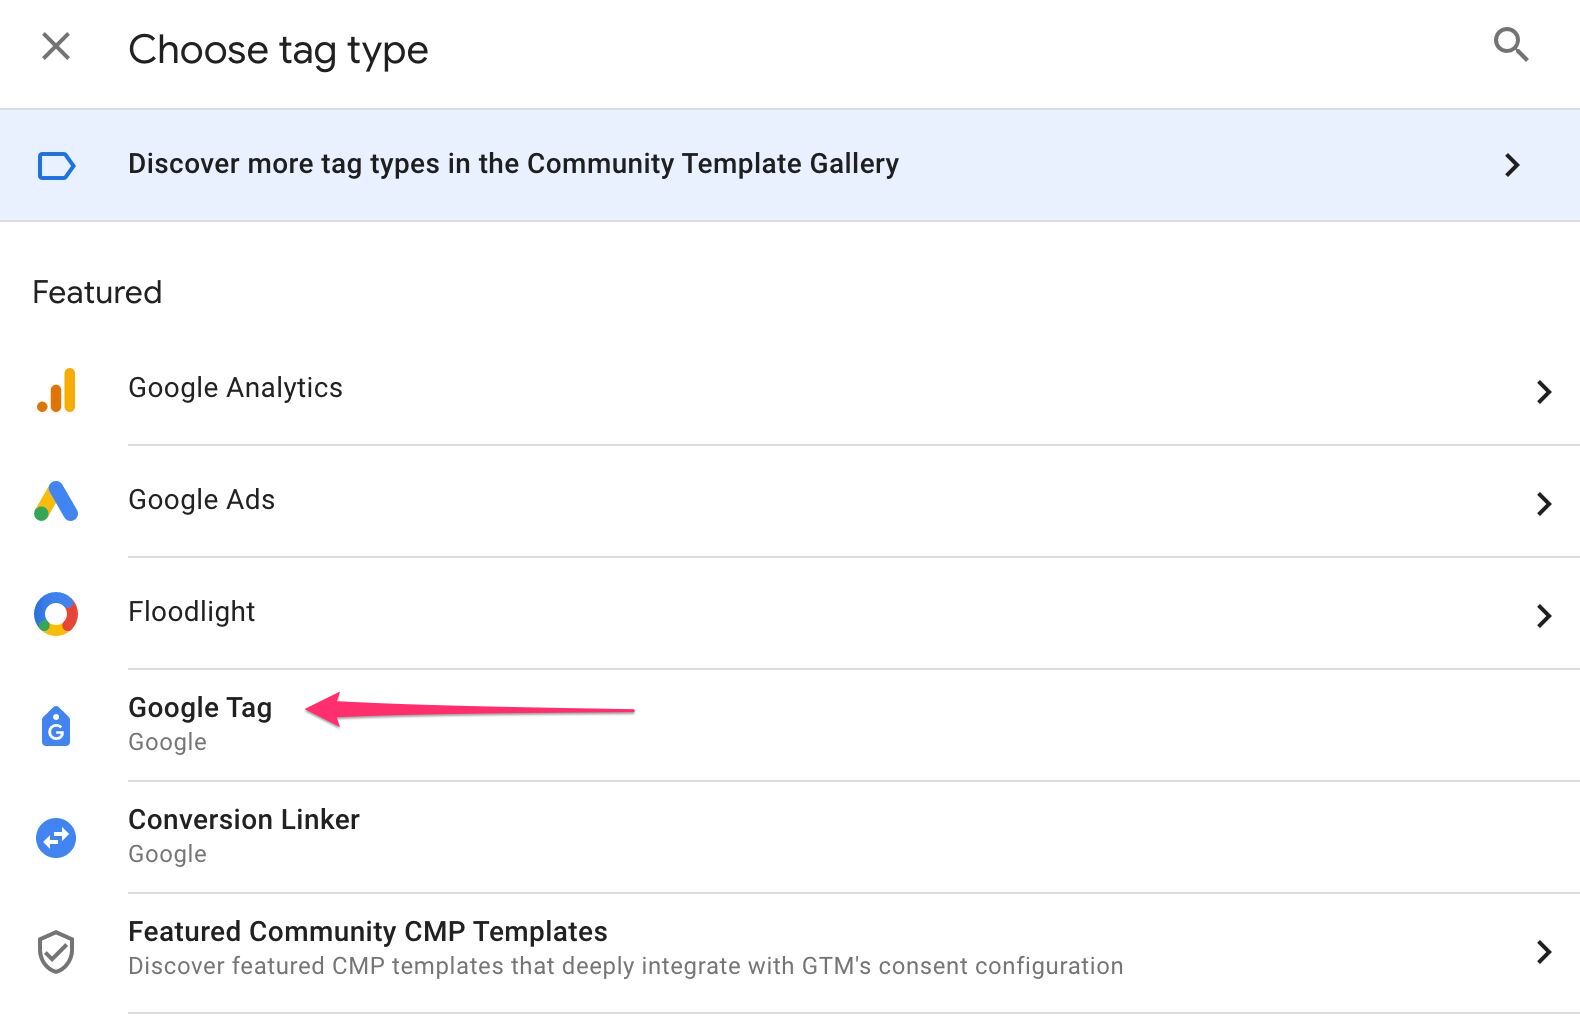 Choose tag type
Discover more tag types in the Community Template Gallery
Featured
Google Analytics
Google Ads
Floodlight
G
Google Tag
Google
Conversion Linker
Google
Featured Community CMP Templates
Discover featured CMP templates that deeply integrate with GTM's consent configuration